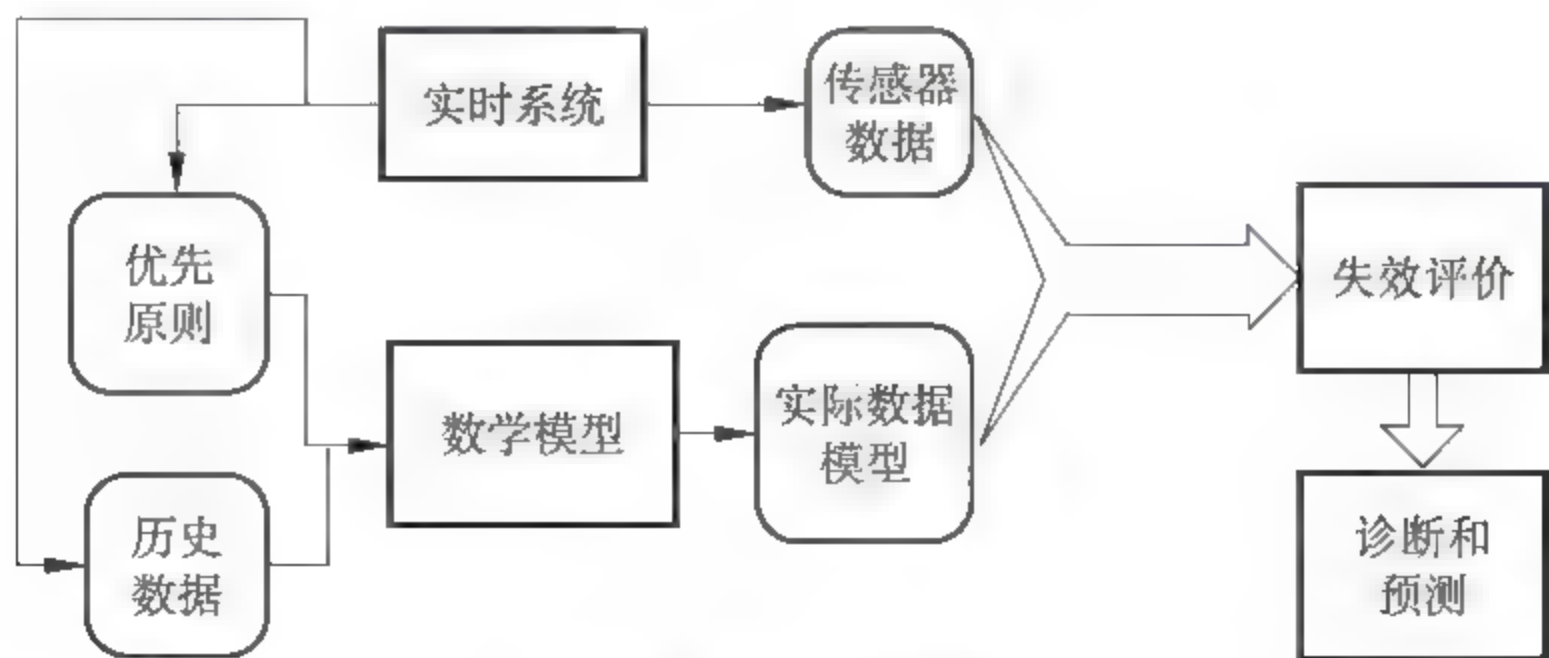 实时系统
传感器
数据
优先
原则
失效评价
数学模型
实际数据
模型
历史
数据
诊断和
预测